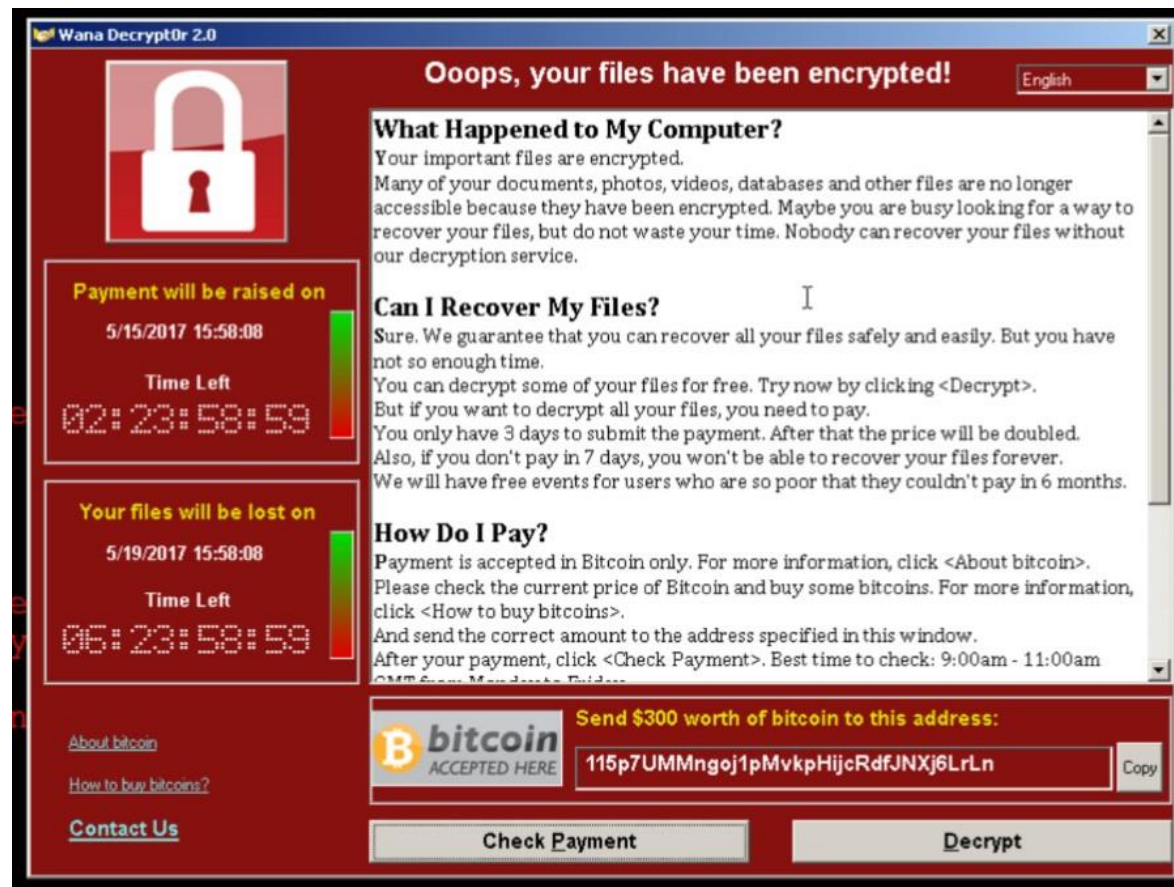 Wana Decrypt0r 2.0
Ooops, your files have been encrypted!
English
What Happened to My Computer?
Your important files are encrypted.
Many of your documents, photos, videos, databases and other files are no longer
accessible because they have been encrypted. Maybe you are busy looking for a way to
recover your files, but do not waste your time. Nobody can recover your files without
our decryption service.
Can I Recover My Files?
Sure. We guarantee that you can recover all your files safely and easily. But you have
not so enough time.
You can decrypt some of your files for free. Try now by clicking <Decrypt>.
But if you want to decrypt all your files, you need to pay.
You only have 3 days to submit the payment. After that the price will be doubled.
Also, if you don't pay in 7 days, you won't be able to recover your files forever.
We will have free events for users who are so poor that they couldn't pay in 6 months.
How Do I Pay?
Payment is accepted in Bitcoin only. For more information, click <About bitcoin>.
Please check the current price of Bitcoin and buy some bitcoins. For more information,
click <How to buy bitcoins>.
And send the correct amount to the address specified in this window.
After your payment, click <Check Payment>. Best time to check: 9:00am - 11:00am
GMT from Monday to Friday.
Payment will be raised on
5/15/2017 15:58:08
Time Left
02:23:58:59
Your files will be lost on
5/19/2017 15:58:08
Time Left
06:23:58:59
About bitcoin
How to buy bitcoins?
Contact Us
bitcoin
ACCEPTED HERE
Send $300 worth of bitcoin to this address:
115p7UMMngoj1pMvkpHijcRdfJNXj6LrLn
Copy
Check Payment
Decrypt